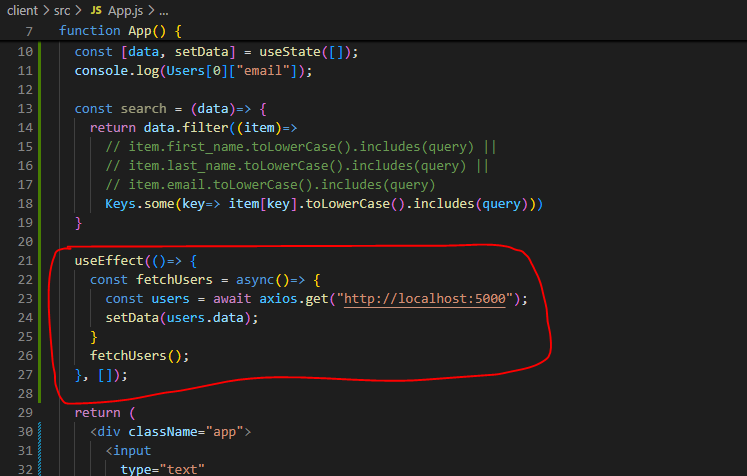 client > src > JS App.js > ...
7 function App() {
10 const [data, setData] = useState([]);
11 console.log(Users[0]["email"]);
12
13 const search = (data)=> {
14 return data.filter((item)=>
15 // item.first_name.toLowerCase().includes(query) ||
16 // item.last_name.toLowerCase().includes(query) ||
17 // item.email.toLowerCase().includes(query)
18 Keys.some(key=> item[key].toLowerCase().includes(query)))
19 }
20
21 useEffect(()=> {
22 const fetchUsers = async()=> {
23 const users = await axios.get("http://localhost:5000");
24 setData(users.data);
25 }
26 fetchUsers();
27 }, []);
28
29 return (
30 <div className="app">
31 <input
32 type="text"